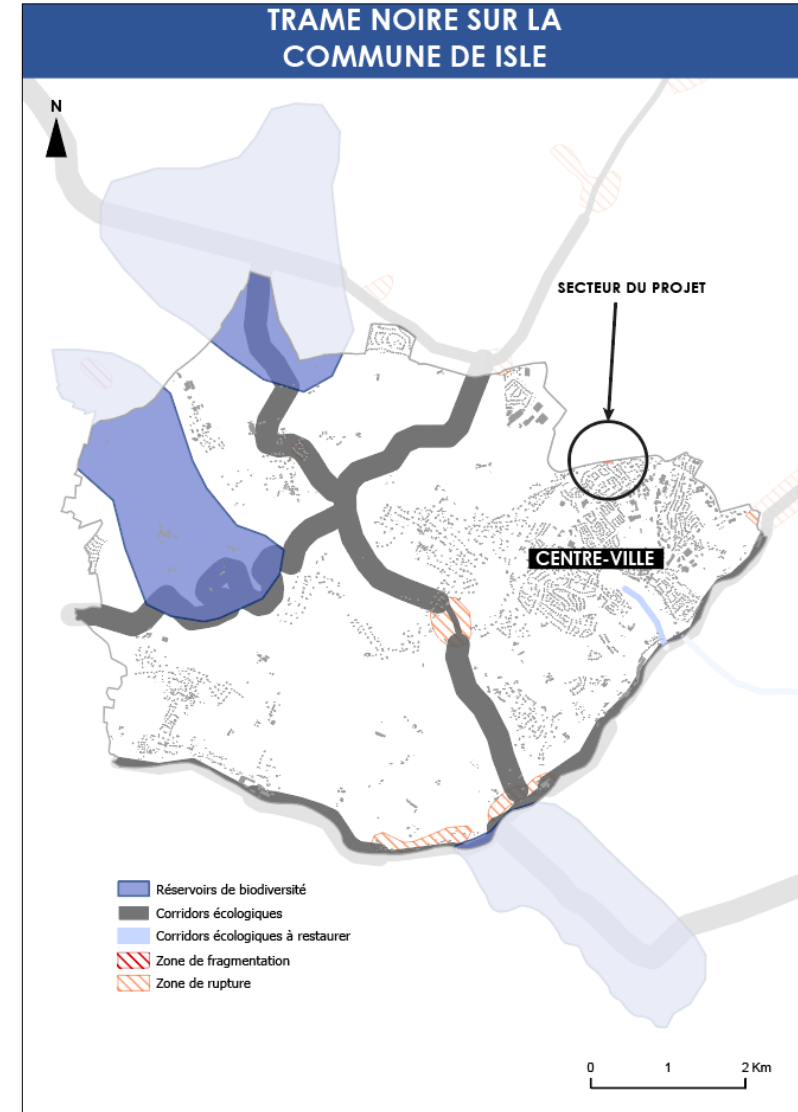 TRAME NOIRE SUR LA
COMMUNE DE ISLE
N
SECTEUR DU PROJET
CENTRE-VILLE
Réservoirs de biodiversité
Corridors écologiques
Corridors écologiques à restaurer
Zone de fragmentation
Zone de rupture
0 1 2 Km